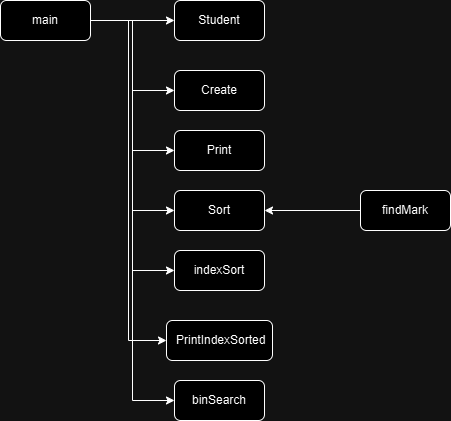 main
Student
Create
Print
Sort
findMark
indexSort
PrintIndexSorted
binSearch